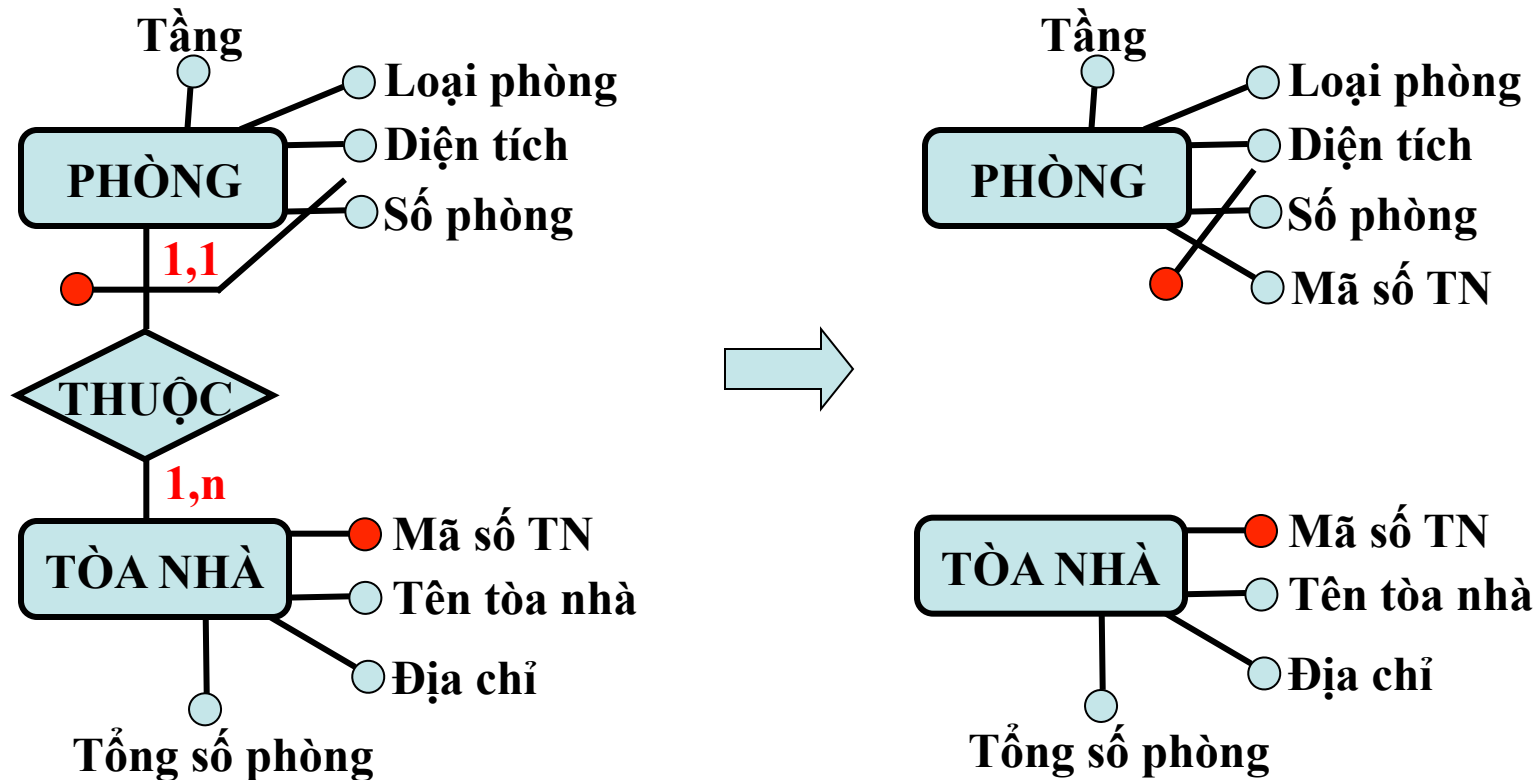 Tầng
Loại phòng
Diện tích
PHÒNG
Số phòng
1,1
THUỘC
1,n
Mã số TN
TÒA NHÀ
Tên tòa nhà
Địa chỉ
Tổng số phòng
Tầng
Loại phòng
Diện tích
PHÒNG
Số phòng
Mã số TN
Mã số TN
TÒA NHÀ
Tên tòa nhà
Địa chỉ
Tổng số phòng